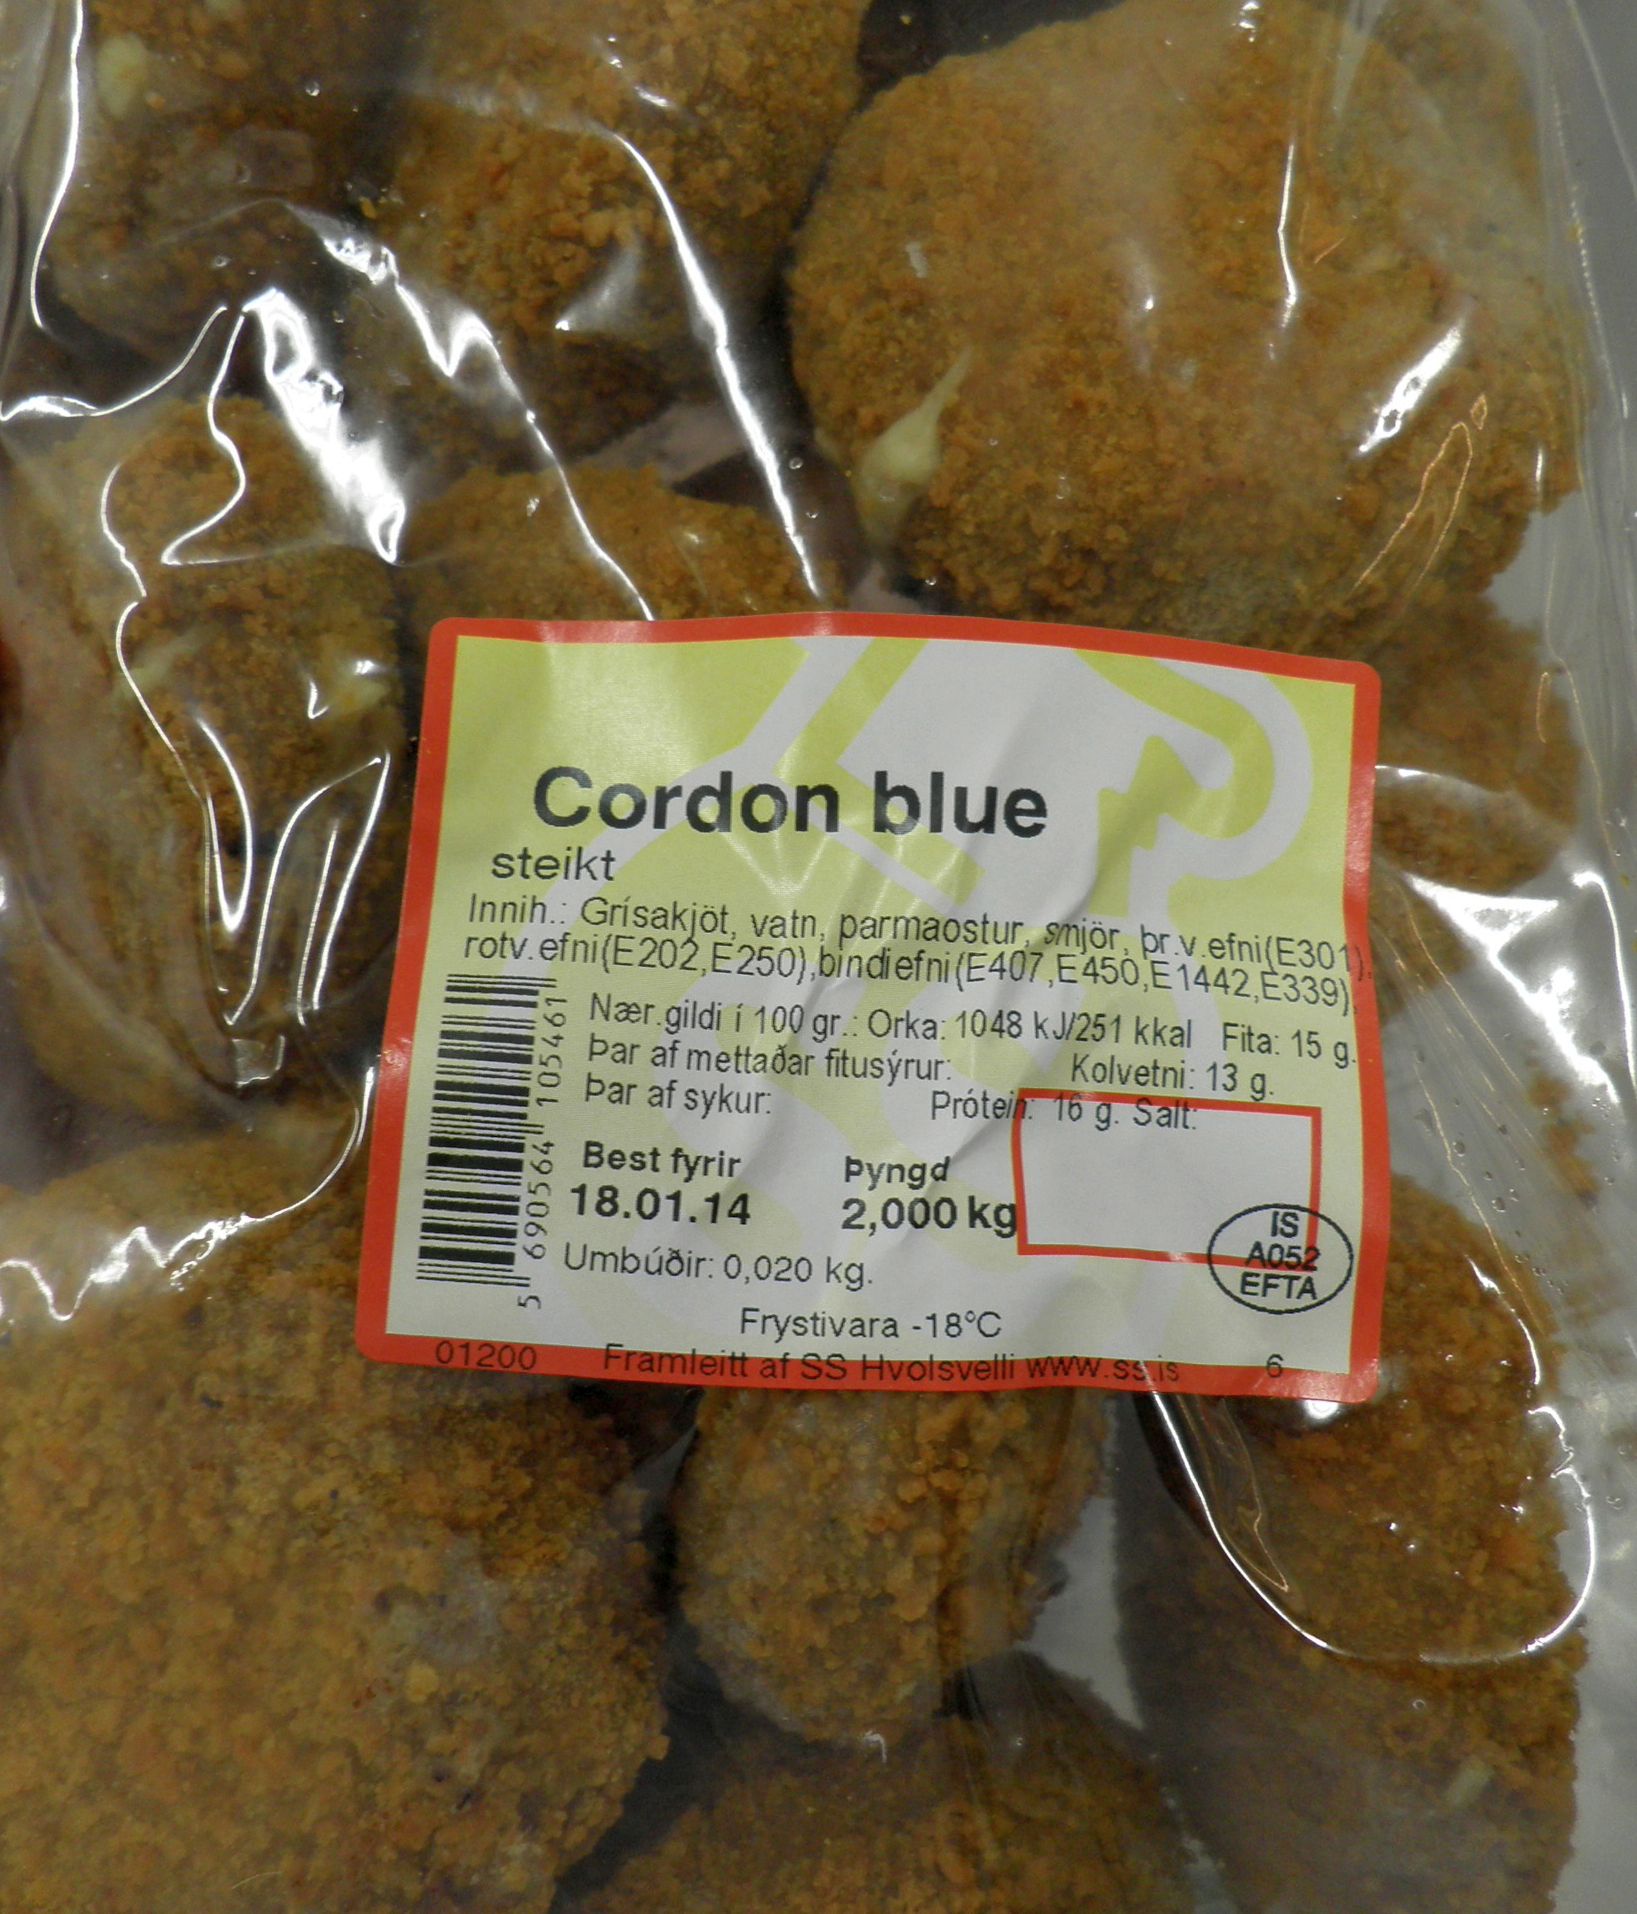 Cordon blue
steikt
Innih.: Grísakjöt, vatn, parmaostur, smjör, þr.v.efni(E301),
rotv.efni(E202,E250),bindiefni(E407,E450,E1442,E339)
Nær.gildi í 100 gr.: Orka: 1048 kJ/251 kkal Fita: 15 g.
Þar af mettaðar fitusýrur: Kolvetni: 13 g.
Þar af sykur: Prótein: 16 g. Salt:
Best fyrir Þyngd
18.01.14 2,000 kg
Umbúðir: 0,020 kg.
IS
A052
EFTA
Frystivara -18°C
01200 Framleitt af SS Hvolsvelli www.ss.is 6
5 690564 105461